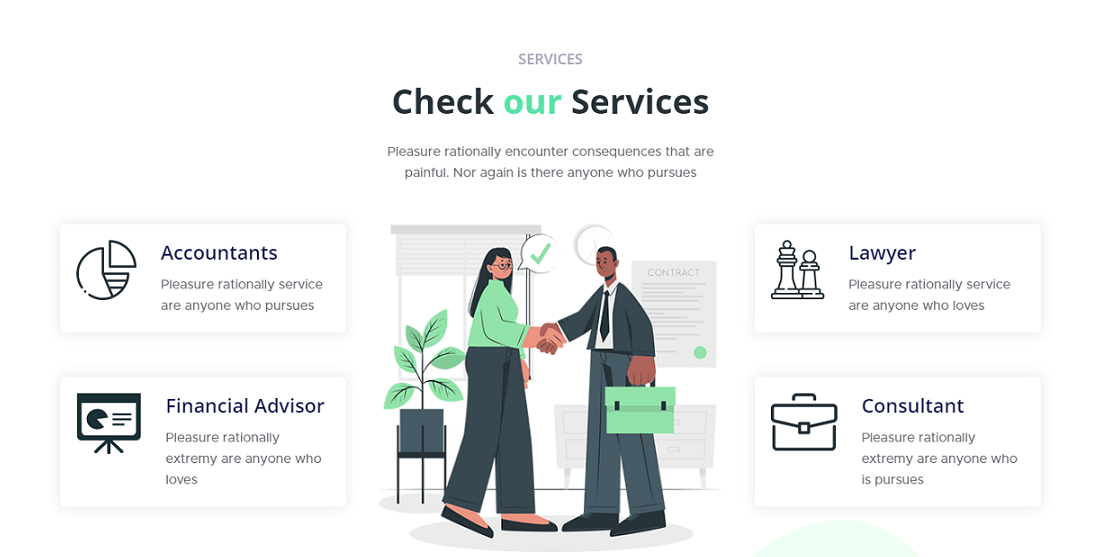 SERVICES
Check our Services
Pleasure rationally encounter consequences that are
painful. Nor again is there anyone who pursues
Accountants
Pleasure rationally service
are anyone who pursues
Lawyer
Pleasure rationally service
are anyone who loves
CONTRACT
Financial Advisor
Pleasure rationally
extremy are anyone who
loves
Consultant
Pleasure rationally
extremy are anyone who
is pursues